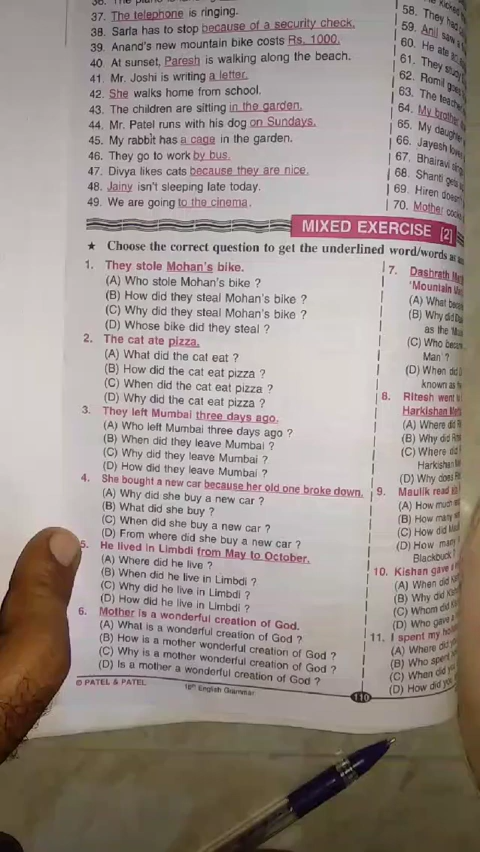 37. The telephone is ringing.
38. Sarla has to stop because of a security check.
39. Anand's new mountain bike costs Rs. 1000.
40. At sunset, Paresh is walking along the beach.
41. Mr. Joshi is writing a letter.
42. She walks home from school.
43. The children are sitting in the garden.
44. Mr. Patel runs with his dog on Sundays.
45. My rabbit has a cage in the garden.
46. They go to work by bus.
47. Divya likes cats because they are nice.
48. Jainy isn't sleeping late today.
49. We are going to the cinema.
58. They had
59. Anil saw a
60. He ate
61. They study
62. Romil goes
63. The teacher
64. My brother
65. My daughter
66. Jayesh
67. Bhairavi
68. Shanti
69. Hiren
70. Mother
MIXED EXERCISE [2]
★ Choose the correct question to get the underlined word/words
1. They stole Mohan's bike.
(A) Who stole Mohan's bike ?
(B) How did they steal Mohan's bike ?
(C) Why did they steal Mohan's bike ?
(D) Whose bike did they steal ?
2. The cat ate pizza.
(A) What did the cat eat ?
(B) How did the cat eat pizza ?
(C) When did the cat eat pizza ?
(D) Why did the cat eat pizza ?
3. They left Mumbai three days ago.
(A) Who left Mumbai three days ago ?
(B) When did they leave Mumbai ?
(C) Why did they leave Mumbai ?
(D) How did they leave Mumbai ?
4. She bought a new car because her old one broke down.
(A) Why did she buy a new car ?
(B) What did she buy ?
(C) When did she buy a new car ?
(D) From where did she buy a new car ?
5. He lived in Limbdi from May to October.
(A) Where did he live ?
(B) When did he live in Limbdi ?
(C) Why did he live in Limbdi ?
(D) How did he live in Limbdi ?
6. Mother is a wonderful creation of God.
(A) What is a wonderful creation of God ?
(B) How is a mother wonderful creation of God ?
(C) Why is a mother wonderful creation of God ?
(D) Is a mother a wonderful creation of God ?
7. Dashrath
'Mountain
(A) What
(B) Why did
as the
(C) Who
Man' ?
(D) When did
known as
8. Ritesh went
Harkishan
(A) Where did
(B) Why did
(C) Where did
Harkishan
(D) Why does
9. Maulik read
(A) How much
(B) How many
(C) How did
(D) How many
Blackbuck ?
10. Kishan gave
(A) When did
(B) Why did
(C) Whom did
(D) Who gave
11. I spent my
(A) Where did
(B) Who spent
(C) When did
(D) How did you
© PATEL & PATEL
10th English Grammar
110